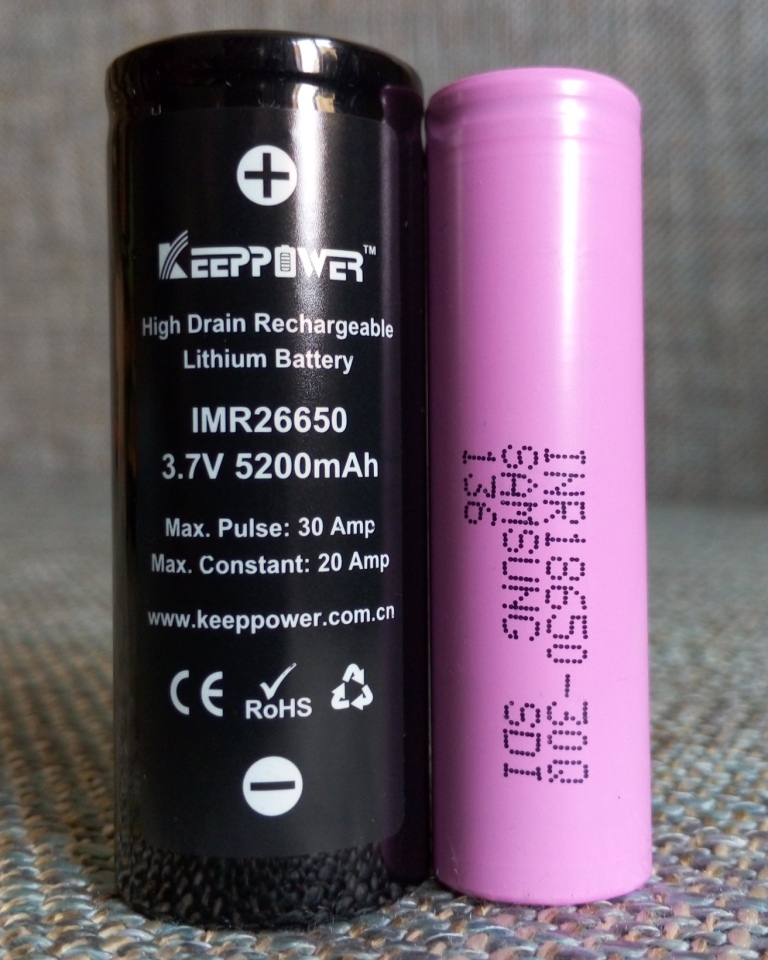 +
KEEPPOWER™
High Drain Rechargeable
Lithium Battery
IMR26650
3.7V 5200mAh
Max. Pulse: 30 Amp
Max. Constant: 20 Amp
www.keeppower.com.cn
CE RoHS
−
INR18650-30Q
SAMSUNG SDI
136